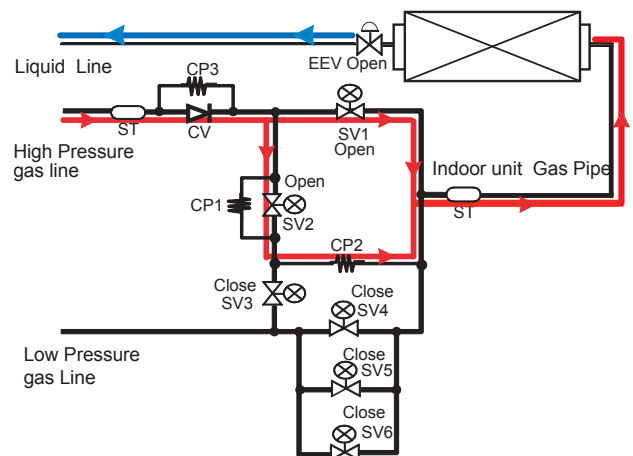 Liquid Line
EEV Open
CP3
ST
CV
SV1
Open
High Pressure
gas line
Indoor unit Gas Pipe
ST
Open
CP1
SV2
CP2
Close
SV3
Close
SV4
Low Pressure
gas Line
Close
SV5
Close
SV6